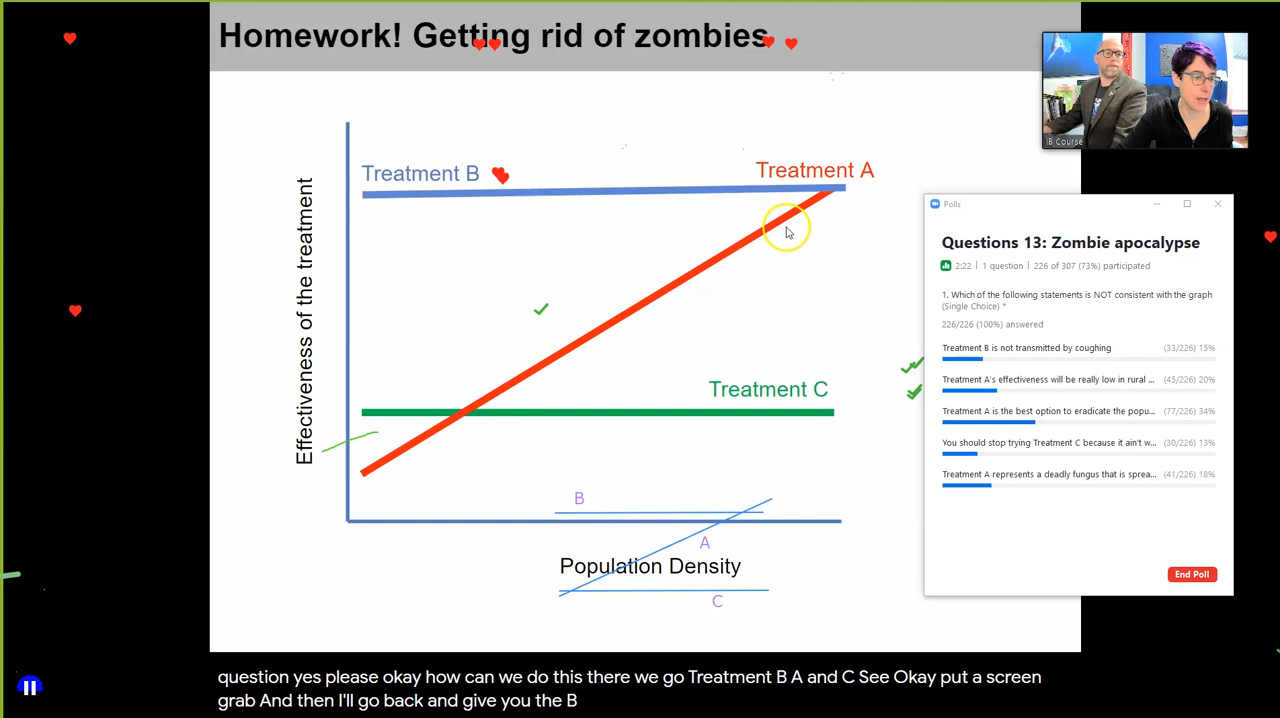 Homework! Getting rid of zombies
IB Course
Treatment B
Treatment A
Effectiveness of the treatment
Treatment C
B
A
Population Density
C
Polls
Questions 13: Zombie apocalypse
2:22 | 1 question | 226 of 307 (73%) participated
1. Which of the following statements is NOT consistent with the graph
(Single Choice) *
226/226 (100%) answered
Treatment B is not transmitted by coughing (33/226) 15%
Treatment A's effectiveness will be really low in rural ... (45/226) 20%
Treatment A is the best option to eradicate the popu... (77/226) 34%
You should stop trying Treatment C because it ain't w... (30/226) 13%
Treatment A represents a deadly fungus that is sprea... (41/226) 18%
End Poll
question yes please okay how can we do this there we go Treatment B A and C See Okay put a screen
grab And then I'll go back and give you the B